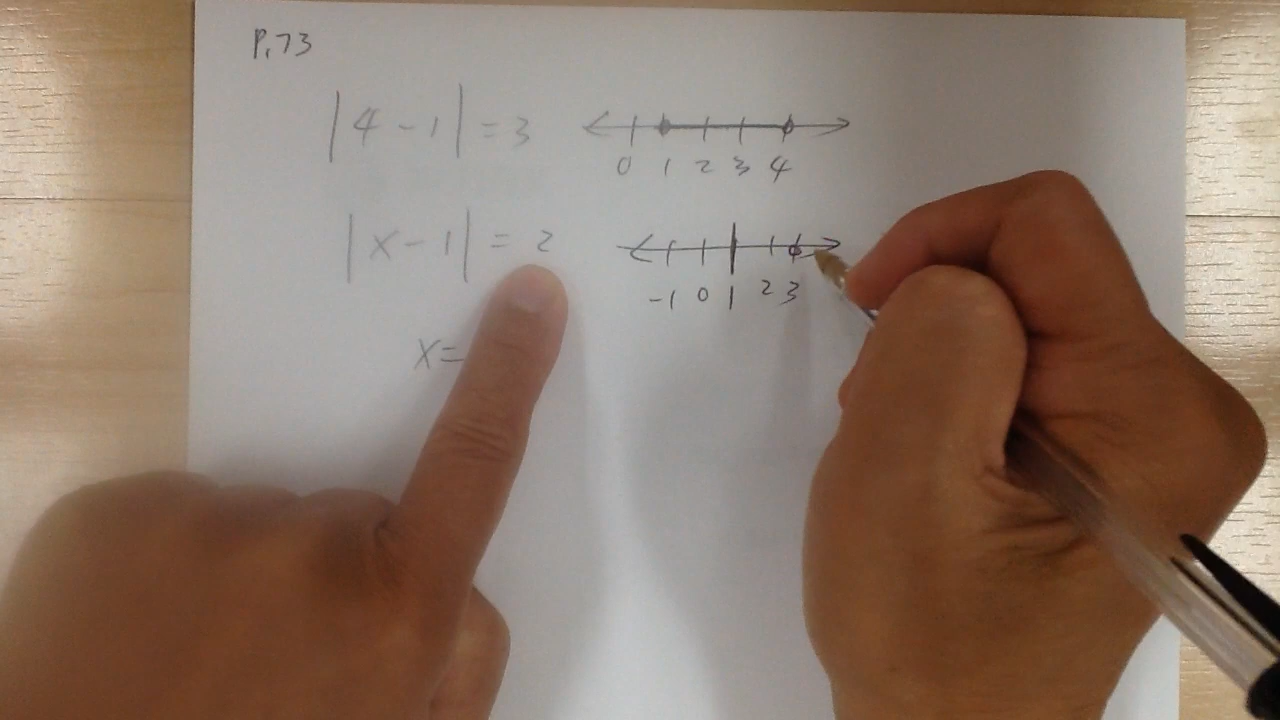 P.73
|4-1|=3
0 1 2 3 4
|x-1|=2
-1 0 1 2 3
x=